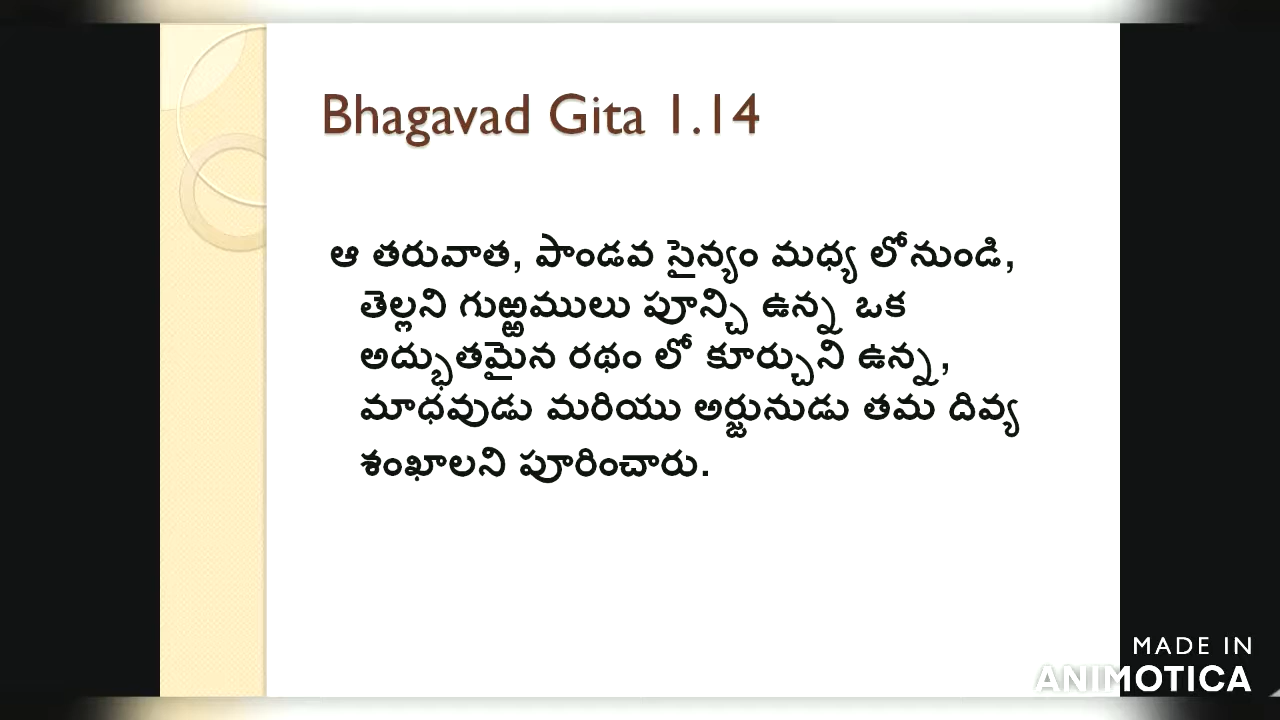 Bhagavad Gita 1.14
ఆ తరువాత, పాండవ సైన్యం మధ్య లోనుండి,
తెల్లని గుఱ్ఱములు పూన్చి ఉన్న ఒక
అద్భుతమైన రథం లో కూర్చుని ఉన్న,
మాధవుడు మరియు అర్జునుడు తమ దివ్య
శంఖాలని పూరించారు.
MADE IN
ANIMOTICA